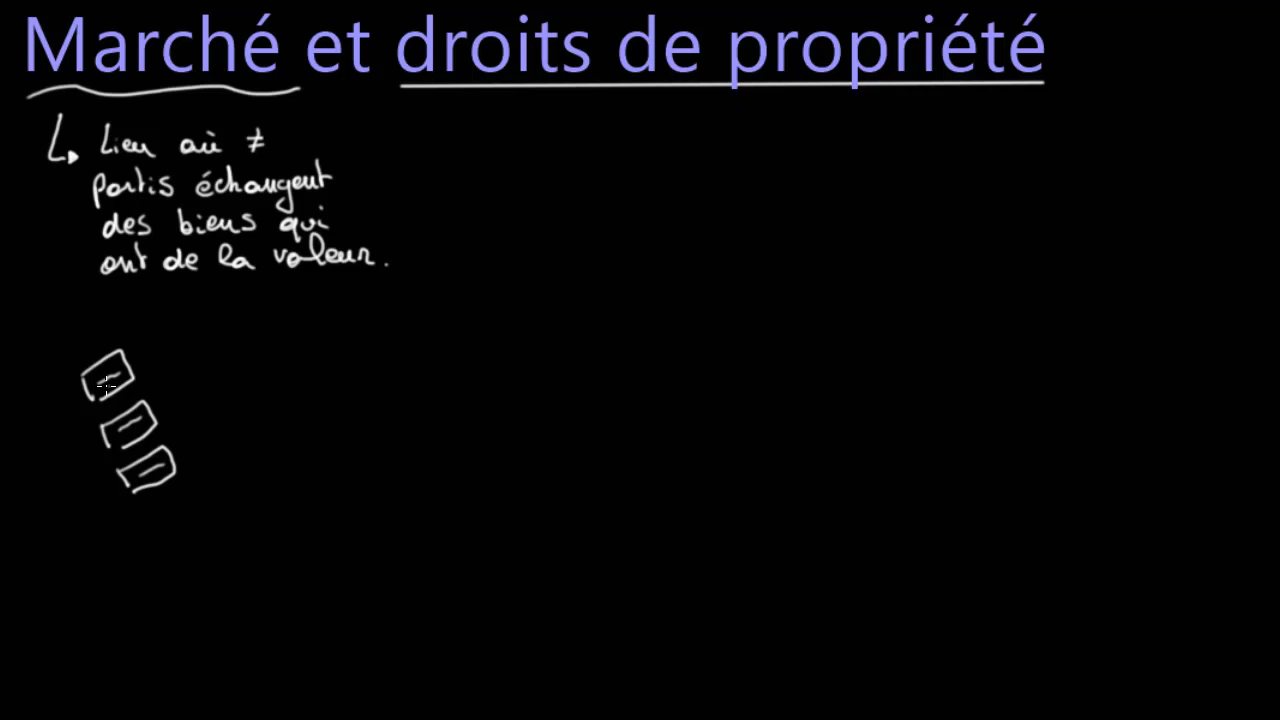 Marché et droits de propriété
Lieu où ≠
partis échangent
des biens qui
ont de la valeur.